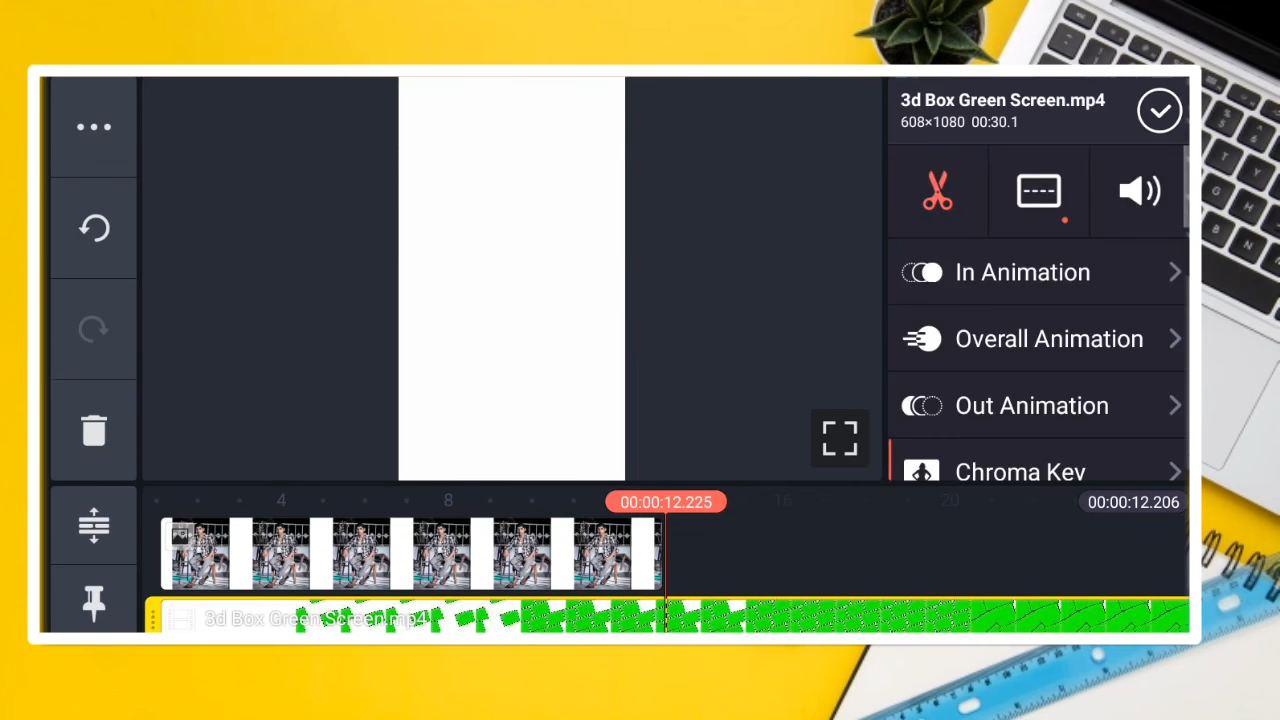 3d Box Green Screen.mp4
608×1080 00:30.1
In Animation
Overall Animation
Out Animation
Chroma Key
4
8
00:00:12.225
16
20
00:00:12.206
3d Box Green Screen.mp4